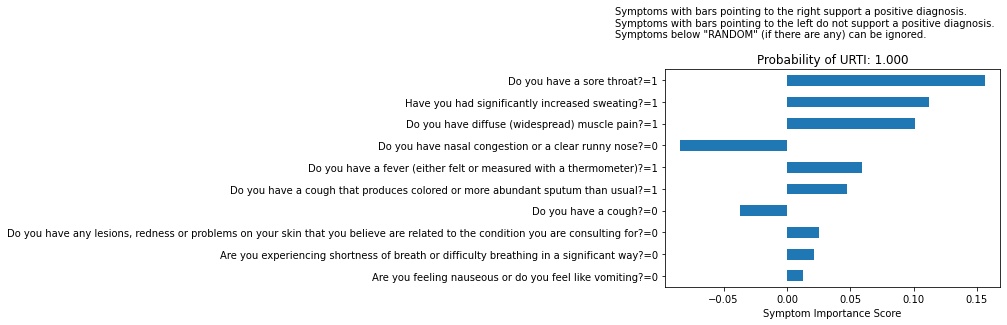 Symptoms with bars pointing to the right support a positive diagnosis.
Symptoms with bars pointing to the left do not support a positive diagnosis.
Symptoms below "RANDOM" (if there are any) can be ignored.
Probability of URTI: 1.000
Do you have a sore throat?=1
Have you had significantly increased sweating?=1
Do you have diffuse (widespread) muscle pain?=1
Do you have nasal congestion or a clear runny nose?=0
Do you have a fever (either felt or measured with a thermometer)?=1
Do you have a cough that produces colored or more abundant sputum than usual?=1
Do you have a cough?=0
Do you have any lesions, redness or problems on your skin that you believe are related to the condition you are consulting for?=0
Are you experiencing shortness of breath or difficulty breathing in a significant way?=0
Are you feeling nauseous or do you feel like vomiting?=0
−0.05 0.00 0.05 0.10 0.15
Symptom Importance Score